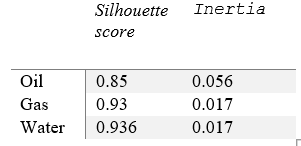 Silhouette Inertia
score
Oil 0.85 0.056
Gas 0.93 0.017
Water 0.936 0.017